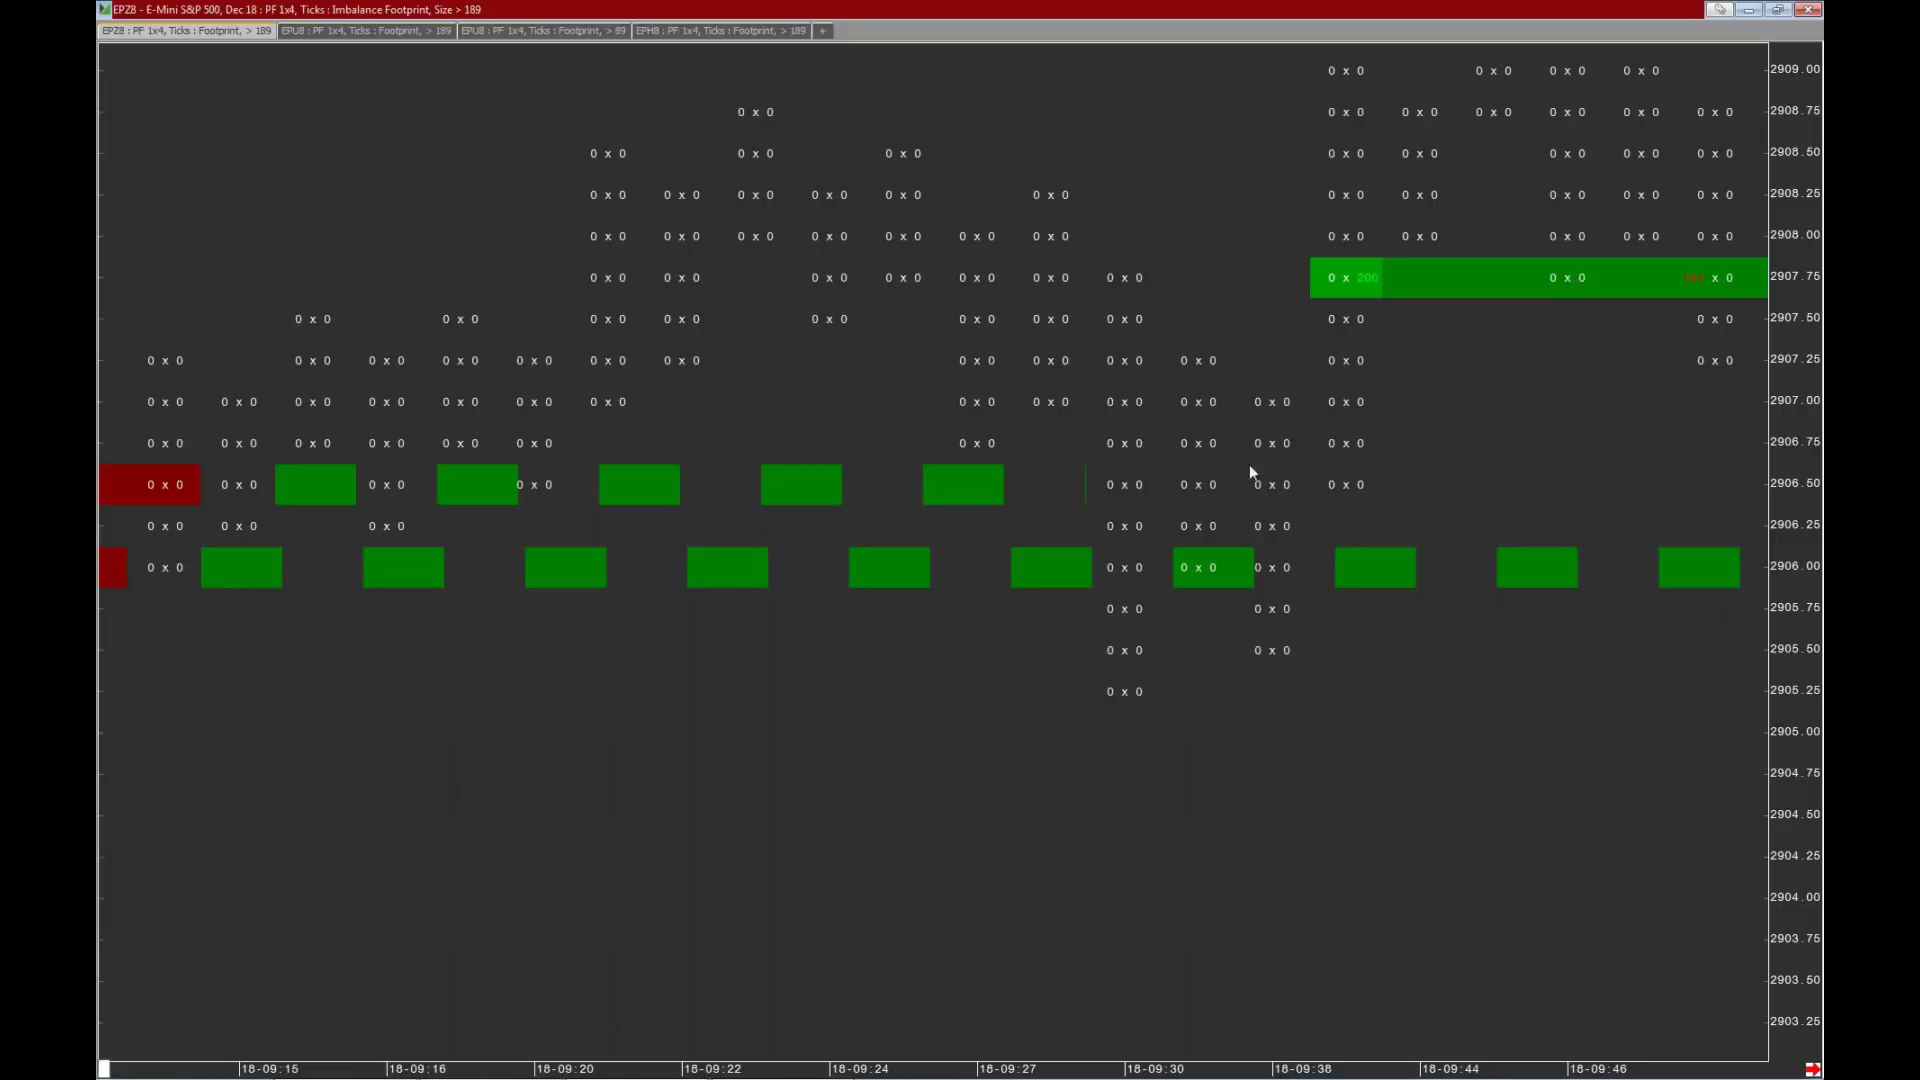 EPZ8 - E-Mini S&P 500, Dec 18 : PF 1x4, Ticks : Imbalance Footprint, Size > 189
EPZ8 : PF 1x4, Ticks : Footprint, > 189 EPU8 : PF 1x4, Ticks : Footprint, > 189 EPU8 : PF 1x4, Ticks : Footprint, > 89 EPH8 : PF 1x4, Ticks : Footprint, > 189 +
0 x 0 0 x 0 0 x 0 0 x 0 2909.00
0 x 0 0 x 0 0 x 0 0 x 0 0 x 0 0 x 0 0 x 0 2908.75
0 x 0 0 x 0 0 x 0 0 x 0 0 x 0 0 x 0 0 x 0 0 x 0 2908.50
0 x 0 0 x 0 0 x 0 0 x 0 0 x 0 0 x 0 0 x 0 0 x 0 0 x 0 0 x 0 0 x 0 2908.25
0 x 0 0 x 0 0 x 0 0 x 0 0 x 0 0 x 0 0 x 0 0 x 0 0 x 0 0 x 0 0 x 0 0 x 0 2908.00
0 x 0 0 x 0 0 x 0 0 x 0 0 x 0 0 x 0 0 x 0 0 x 200 0 x 0 x 0 2907.75
0 x 0 0 x 0 0 x 0 0 x 0 0 x 0 0 x 0 0 x 0 0 x 0 0 x 0 0 x 0 2907.50
0 x 0 0 x 0 0 x 0 0 x 0 0 x 0 0 x 0 0 x 0 0 x 0 0 x 0 0 x 0 0 x 0 0 x 0 0 x 0 2907.25
0 x 0 0 x 0 0 x 0 0 x 0 0 x 0 0 x 0 0 x 0 0 x 0 0 x 0 0 x 0 0 x 0 0 x 0 0 x 0 2907.00
0 x 0 0 x 0 0 x 0 0 x 0 0 x 0 0 x 0 0 x 0 0 x 0 0 x 0 0 x 0 2906.75
0 x 0 0 x 0 0 x 0 0 x 0 0 x 0 0 x 0 0 x 0 0 x 0 2906.50
0 x 0 0 x 0 0 x 0 0 x 0 0 x 0 0 x 0 2906.25
0 x 0 0 x 0 0 x 0 0 x 0 2906.00
0 x 0 0 x 0 2905.75
0 x 0 0 x 0 2905.50
0 x 0 2905.25
2905.00
2904.75
2904.50
2904.25
2904.00
2903.75
2903.50
2903.25
18-09:15 18-09:16 18-09:20 18-09:22 18-09:24 18-09:27 18-09:30 18-09:38 18-09:44 18-09:46